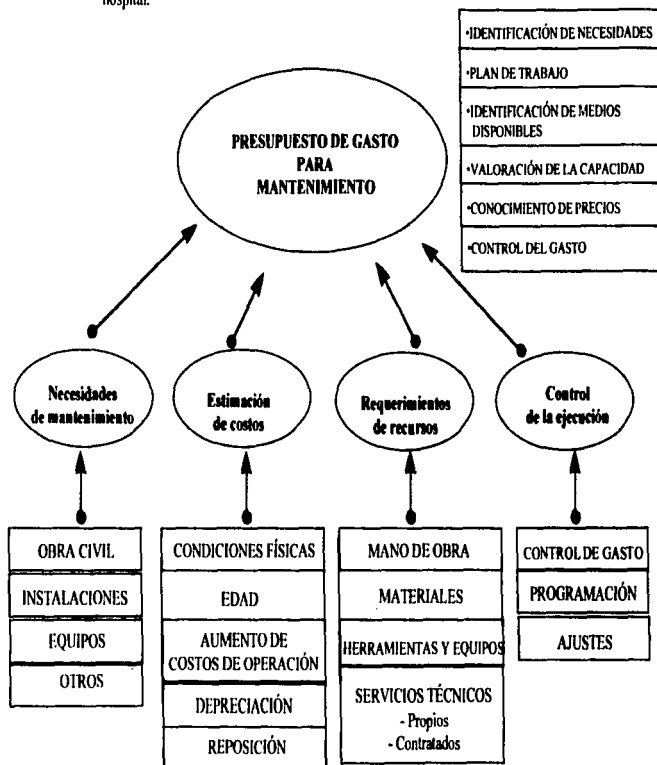 hospital.
•IDENTIFICACIÓN DE NECESIDADES
•PLAN DE TRABAJO
•IDENTIFICACIÓN DE MEDIOS
DISPONIBLES
•VALORACIÓN DE LA CAPACIDAD
•CONOCIMIENTO DE PRECIOS
•CONTROL DEL GASTO
PRESUPUESTO DE GASTO
PARA
MANTENIMIENTO
Necesidades
de mantenimiento
Estimación
de costos
Requerimientos
de recursos
Control
de la ejecución
OBRA CIVIL
INSTALACIONES
EQUIPOS
OTROS
CONDICIONES FÍSICAS
EDAD
AUMENTO DE
COSTOS DE OPERACIÓN
DEPRECIACIÓN
REPOSICIÓN
MANO DE OBRA
MATERIALES
HERRAMIENTAS Y EQUIPOS
SERVICIOS TÉCNICOS
- Propios
- Contratados
CONTROL DE GASTO
PROGRAMACIÓN
AJUSTES